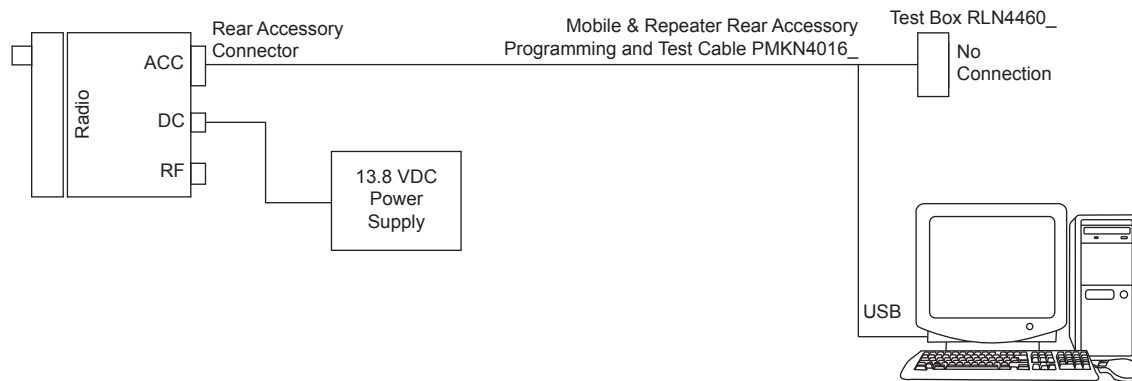 Rear Accessory
Connector
Mobile & Repeater Rear Accessory
Programming and Test Cable PMKN4016_
Test Box RLN4460_
No
Connection
Radio
ACC
DC
RF
13.8 VDC
Power
Supply
USB